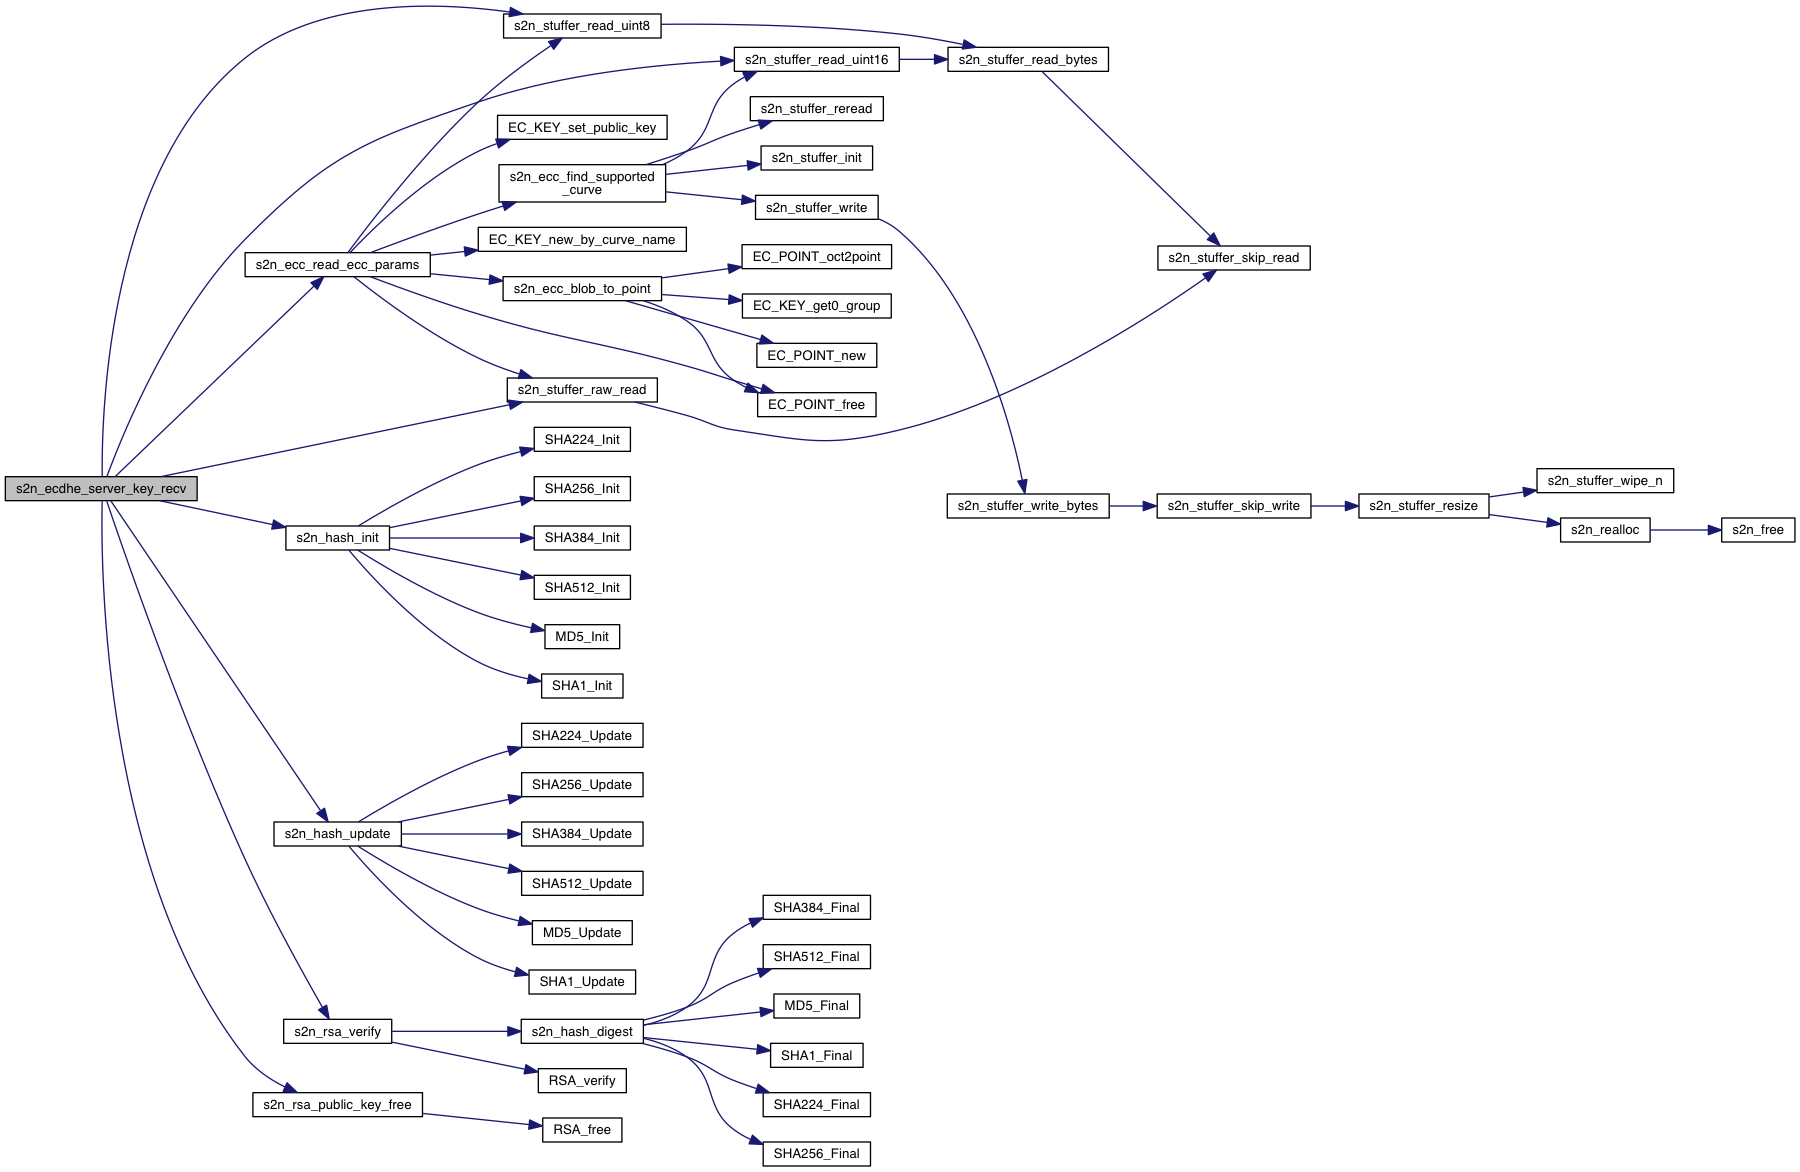 s2n_stuffer_read_uint8
s2n_stuffer_read_uint16
s2n_stuffer_read_bytes
s2n_stuffer_reread
EC_KEY_set_public_key
s2n_stuffer_init
s2n_ecc_find_supported
_curve
s2n_stuffer_write
EC_KEY_new_by_curve_name
s2n_ecc_read_ecc_params
EC_POINT_oct2point
s2n_stuffer_skip_read
s2n_ecc_blob_to_point
EC_KEY_get0_group
EC_POINT_new
s2n_stuffer_raw_read
EC_POINT_free
SHA224_Init
s2n_ecdhe_server_key_recv
SHA256_Init
s2n_stuffer_write_bytes
s2n_stuffer_skip_write
s2n_stuffer_resize
s2n_stuffer_wipe_n
s2n_realloc
s2n_free
s2n_hash_init
SHA384_Init
SHA512_Init
MD5_Init
SHA1_Init
SHA224_Update
SHA256_Update
s2n_hash_update
SHA384_Update
SHA512_Update
MD5_Update
SHA1_Update
SHA384_Final
SHA512_Final
MD5_Final
s2n_rsa_verify
s2n_hash_digest
SHA1_Final
RSA_verify
s2n_rsa_public_key_free
SHA224_Final
RSA_free
SHA256_Final